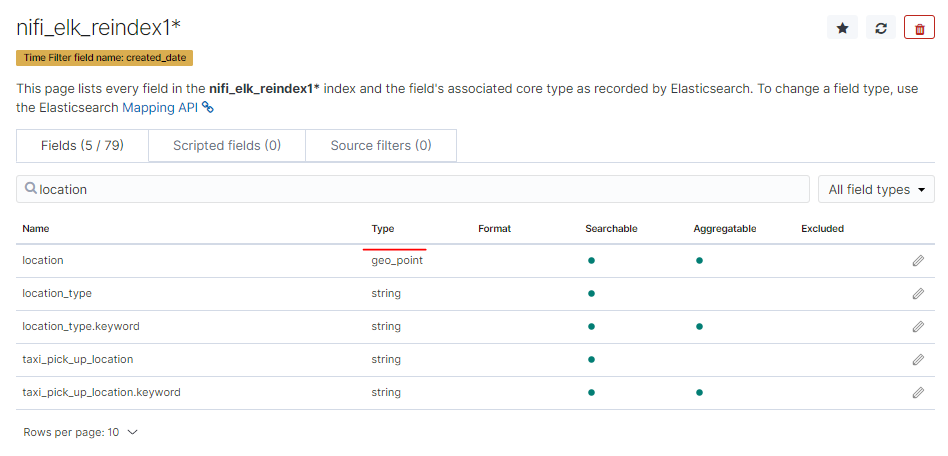 nifi_elk_reindex1*
Time Filter field name: created_date
This page lists every field in the nifi_elk_reindex1* index and the field's associated core type as recorded by Elasticsearch. To change a field type, use
the Elasticsearch Mapping API
Fields (5 / 79) Scripted fields (0) Source filters (0)
location All field types
Name Type Format Searchable Aggregatable Excluded
location geo_point
location_type string
location_type.keyword string
taxi_pick_up_location string
taxi_pick_up_location.keyword string
Rows per page: 10